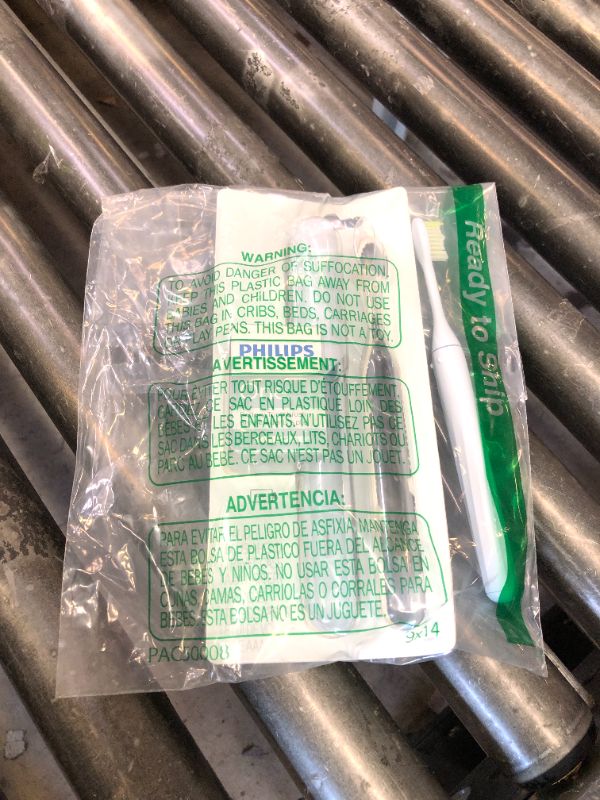 WARNING:
TO AVOID DANGER OF SUFFOCATION,
KEEP THIS PLASTIC BAG AWAY FROM
BABIES AND CHILDREN. DO NOT USE
THIS BAG IN CRIBS, BEDS, CARRIAGES
PLAY PENS. THIS BAG IS NOT A TOY.
PHILIPS
AVERTISSEMENT:
POUR ÉVITER TOUT RISQUE D'ÉTOUFFEMENT,
CE SAC EN PLASTIQUE LOIN DES
BÉBÉS ET LES ENFANTS. N'UTILISEZ PAS CE
SAC DANS LES BERCEAUX, LITS, CHARIOTS OU
PARC AU BÉBÉ. CE SAC N'EST PAS UN JOUET.
ADVERTENCIA:
PARA EVITAR EL PELIGRO DE ASFIXIA, MANTENGA
ESTA BOLSA DE PLASTICO FUERA DEL ALCANCE
DE BEBES Y NIÑOS. NO USAR ESTA BOLSA EN
CUNAS, CAMAS, CARRIOLAS O CORRALES PARA
BEBES. ESTA BOLSA NO ES UN JUGUETE.
PAC50008
9x14
Ready to Ship